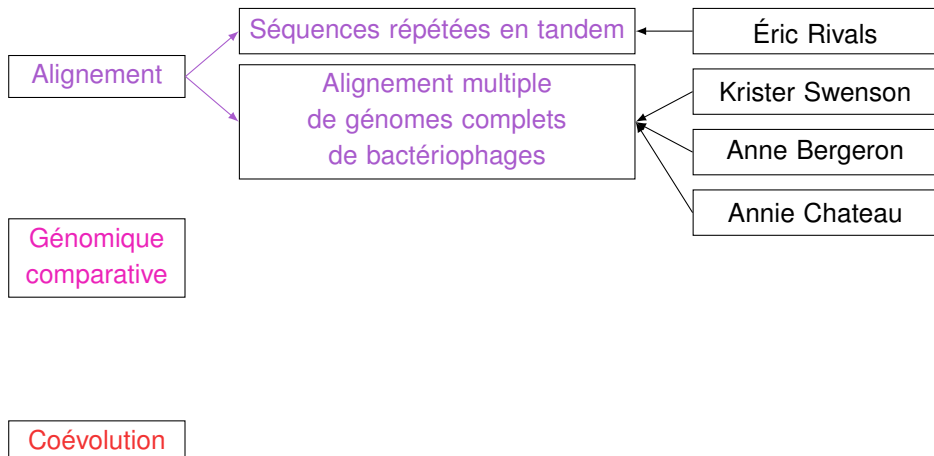 Alignement
Séquences répétées en tandem
Alignement multiple
de génomes complets
de bactériophages
Éric Rivals
Krister Swenson
Anne Bergeron
Annie Chateau
Génomique
comparative
Coévolution